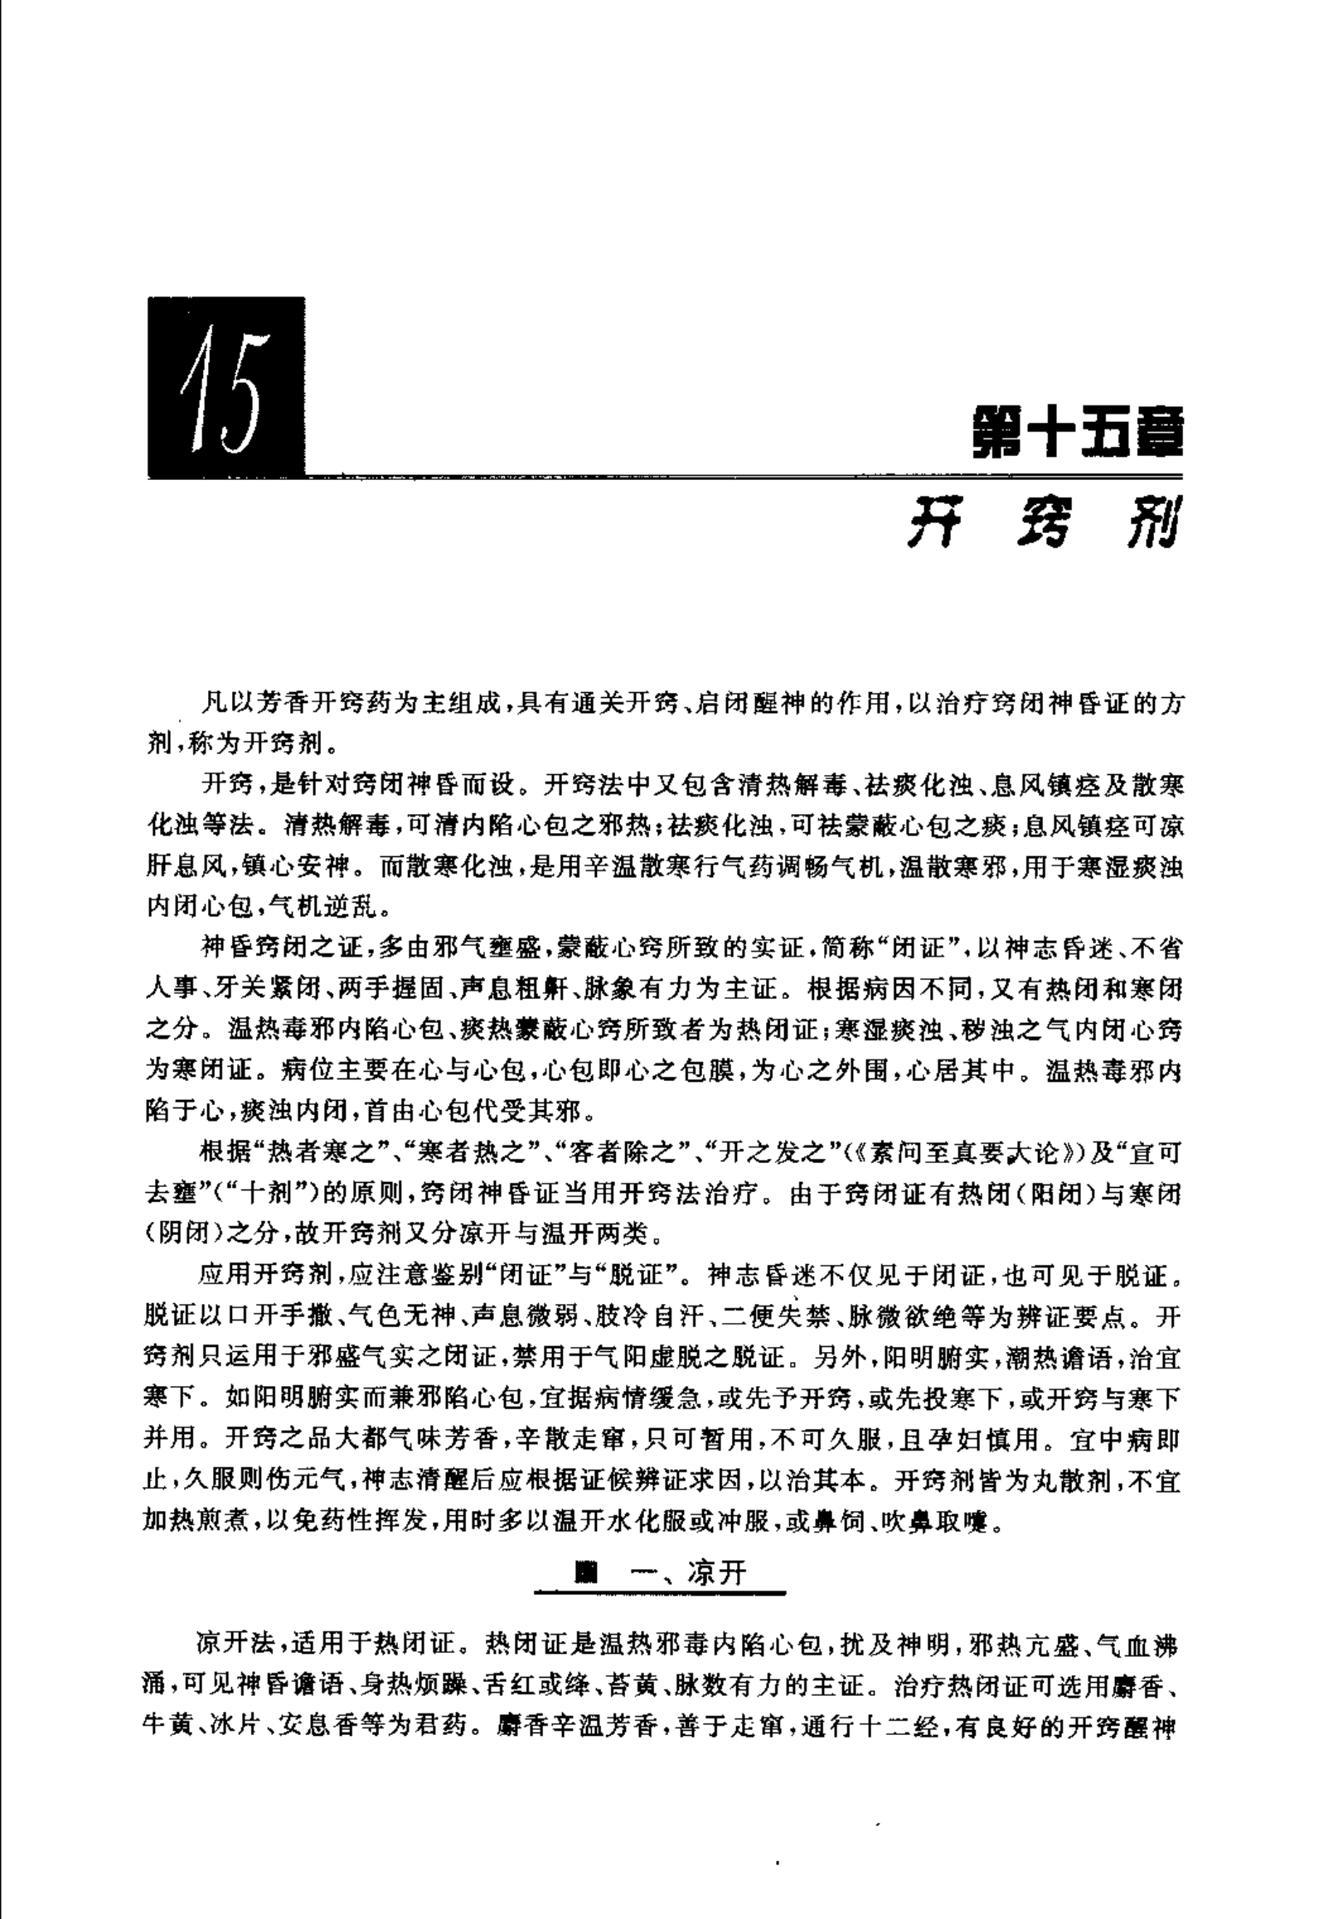 15
第十五章
开窍剂
凡以芳香开窍药为主组成，具有通关开窍、启闭醒神的作用，以治疗窍闭神昏证的方
剂，称为开窍剂。
开窍，是针对窍闭神昏而设。开窍法中又包含清热解毒、祛痰化浊、息风镇痉及散寒
化浊等法。清热解毒，可清内陷心包之邪热；祛痰化浊，可祛蒙蔽心包之痰；息风镇痉可凉
肝息风，镇心安神。而散寒化浊，是用辛温散寒行气药调畅气机，温散寒邪，用于寒湿痰浊
内闭心包，气机逆乱。
神昏窍闭之证，多由邪气壅盛，蒙蔽心窍所致的实证，简称“闭证”，以神志昏迷、不省
人事、牙关紧闭、两手握固、声息粗鼾、脉象有力为主证。根据病因不同，又有热闭和寒闭
之分。温热毒邪内陷心包、痰热蒙蔽心窍所致者为热闭证；寒湿痰浊、秽浊之气内闭心窍
为寒闭证。病位主要在心与心包，心包即心之包膜，为心之外围，心居其中。温热毒邪内
陷于心，痰浊内闭，首由心包代受其邪。
根据“热者寒之”、“寒者热之”、“客者除之”、“开之发之”（《素问至真要大论》）及“宣可
去壅”（“十剂”）的原则，窍闭神昏证当用开窍法治疗。由于窍闭证有热闭（阳闭）与寒闭
（阴闭）之分，故开窍剂又分凉开与温开两类。
应用开窍剂，应注意鉴别“闭证”与“脱证”。神志昏迷不仅见于闭证，也可见于脱证。
脱证以口开手撒、气色无神、声息微弱、肢冷自汗、二便失禁、脉微欲绝等为辨证要点。开
窍剂只运用于邪盛气实之闭证，禁用于气阳虚脱之脱证。另外，阳明腑实，潮热谵语，治宜
寒下。如阳明腑实而兼邪陷心包，宜据病情缓急，或先予开窍，或先投寒下，或开窍与寒下
并用。开窍之品大都气味芳香，辛散走窜，只可暂用，不可久服，且孕妇慎用。宜中病即
止，久服则伤元气，神志清醒后应根据证候辨证求因，以治其本。开窍剂皆为丸散剂，不宜
加热煎煮，以免药性挥发，用时多以温开水化服或冲服，或鼻饲、吹鼻取嚏。
■ 一、凉开
凉开法，适用于热闭证。热闭证是温热邪毒内陷心包，扰及神明，邪热亢盛、气血沸
涌，可见神昏谵语、身热烦躁、舌红或绛、苔黄、脉数有力的主证。治疗热闭证可选用麝香、
牛黄、冰片、安息香等为君药。麝香辛温芳香，善于走窜，通行十二经，有良好的开窍醒神